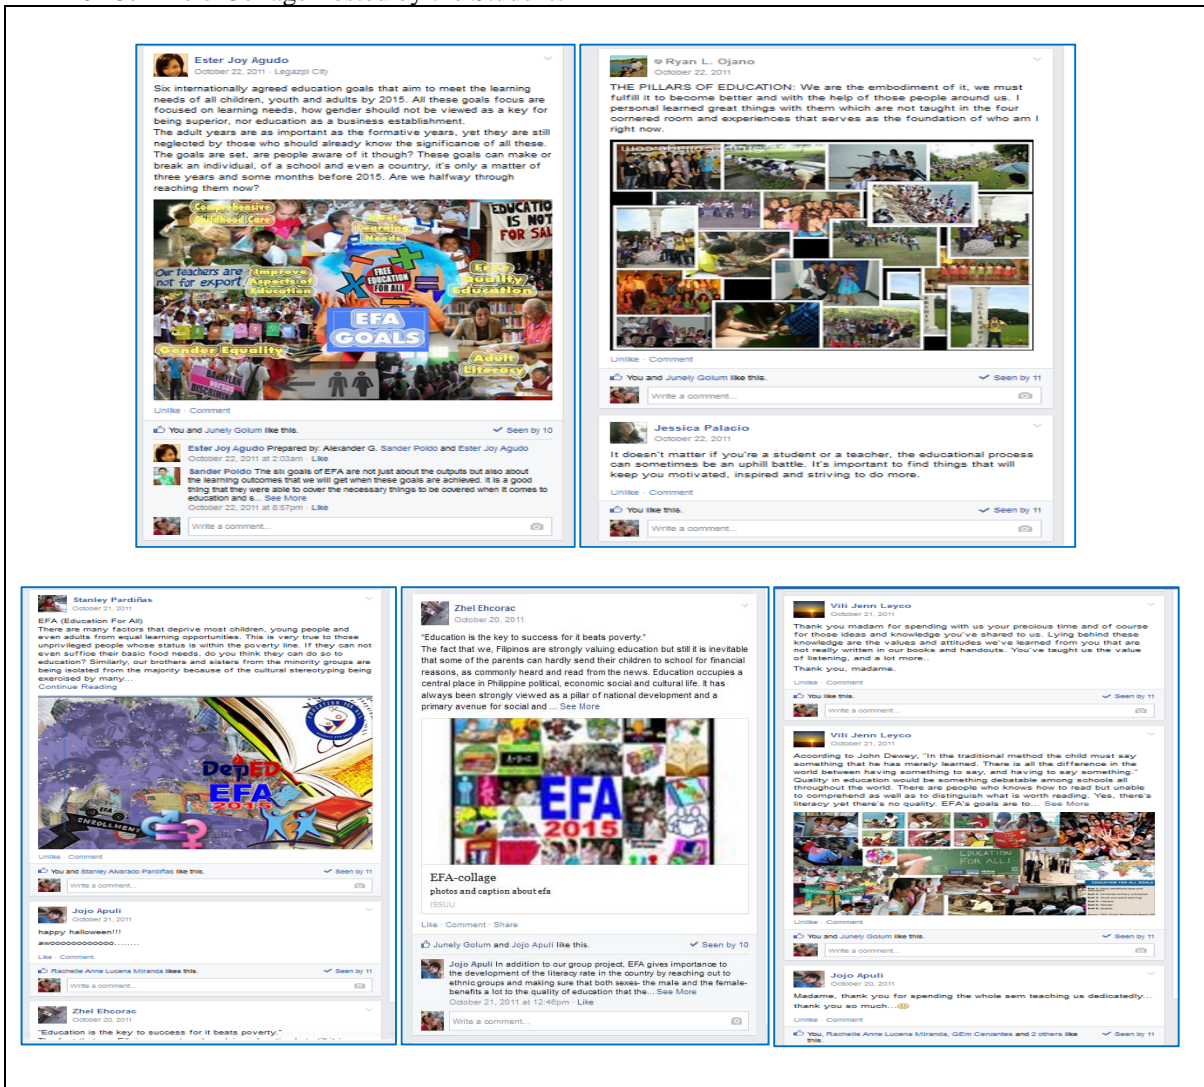 Ester Joy Agudo
October 22, 2011 · Legazpi City
Six internationally agreed education goals that aim to meet the learning
needs of all children, youth and adults by 2015. All these goals focus are
focused on learning needs, how gender should not be viewed as a key for
being superior, nor education as a business establishment.
The adult years are as important as the formative years, yet they are still
neglected by those who should already know the significance of all these.
The goals are set, are people aware of it though? These goals can make or
break an individual, of a school and even a country, it's only a matter of
three years and some months before 2015. Are we halfway through
reaching them now?
Comprehensive
Childhood Care
Meet
Learning
Needs
EDUCATIO
IS NOT
FOR SAL
Our teachers are
not for export
Improve
Aspects of
Education
FREE
EDUCATION
FOR ALL
Free
Quality
Education
EFA
GOALS
Gender Equality
Adult
Literacy
VERSUS
Unlike · Comment
You and Junely Golum like this.
Seen by 10
Ester Joy Agudo Prepared by: Alexander G. Sander Poldo and Ester Joy Agudo
October 22, 2011 at 2:03am · Like
Sander Poldo The six goals of EFA are not just about the outputs but also about
the learning outcomes that we will get when these goals are achieved. It is a good
thing that they were able to cover the necessary things to be covered when it comes to
education and s... See More
October 22, 2011 at 8:57pm · Like
Write a comment...
Ryan L. Ojano
October 22, 2011
THE PILLARS OF EDUCATION: We are the embodiment of it, we must
fulfill it to become better and with the help of those people around us. I
personal learned great things with them which are not taught in the four
cornered room and experiences that serves as the foundation of who am I
right now.
Unlike · Comment
You and Junely Golum like this.
Seen by 11
Write a comment...
Jessica Palacio
October 22, 2011
It doesn't matter if you're a student or a teacher, the educational process
can sometimes be an uphill battle. It's important to find things that will
keep you motivated, inspired and striving to do more.
Unlike · Comment
You like this.
Seen by 11
Write a comment...
Stanley Pardiñas
October 21, 2011
EFA (Education For All)
There are many factors that deprive most children, young people and
even adults from equal learning opportunities. This is very true to those
unprivileged people whose status is within the poverty line. If they can not
even suffice their basic food needs, do you think they can do so to
education? Similarly, our brothers and sisters from the minority groups are
being isolated from the majority because of the cultural stereotyping being
exercised by many...
Continue Reading
EDUCATION FOR ALL
DepED
EFA
2015
ENROLLMENT
Unlike · Comment
You and Stanley Alvarado Pardiñas like this.
Seen by 11
Write a comment...
Jojo Apuli
October 21, 2011
happy halloween!!!
awoooooooooooo........
Like · Comment
Rachelle Anne Lucena Miranda likes this.
Seen by 11
Write a comment...
Zhel Ehcorac
October 20, 2011
"Education is the key to success for it beats poverty."
Zhel Ehcorac
October 20, 2011
"Education is the key to success for it beats poverty."
The fact that we, Filipinos are strongly valuing education but still it is inevitable
that some of the parents can hardly send their children to school for financial
reasons, as commonly heard and read from the news. Education occupies a
central place in Philippine political, economic social and cultural life. It has
always been strongly viewed as a pillar of national development and a
primary avenue for social and ... See More
EFA
2015
EFA-collage
photos and caption about efa
ISSUU
Like · Comment · Share
Junely Golum and Jojo Apuli like this.
Seen by 10
Jojo Apuli In addition to our group project, EFA gives importance to
the development of the literacy rate in the country by reaching out to
ethnic groups and making sure that both sexes- the male and the female-
benefits a lot to the quality of education that the... See More
October 21, 2011 at 12:46pm · Like
Write a comment...
Vili Jenn Leyco
October 21, 2011
Thank you madam for spending with us your precious time and of course
for those ideas and knowledge you've shared to us. Lying behind these
knowledge are the values and attitudes we've learned from you that are
not really written in our books and handouts. You've taught us the value
of listening, and a lot more..
Thank you, madame.
Unlike · Comment
You like this.
Seen by 11
Write a comment...
Vili Jenn Leyco
October 21, 2011
According to John Dewey, "In the traditional method the child must say
something that he has merely learned. There is all the difference in the
world between having something to say, and having to say something."
Quality in education would be something debatable among schools all
throughout the world. There are people who knows how to read but unable
to comprehend as well as to distinguish what is worth reading. 'Yes, there's
literacy yet there's no quality. EFA's goals are to... See More
EDUCATION
FOR ALL!
EDUCATION FOR ALL GOALS
Unlike · Comment
You and Junely Golum like this.
Seen by 11
Write a comment...
Jojo Apuli
October 20, 2011
Madame, thank you for spending the whole sem teaching us dedicatedly...
thank you so much...
Unlike · Comment
You, Rachelle Anne Lucena Miranda, GEm Cervantes and 2 others like
this.
Seen by 11